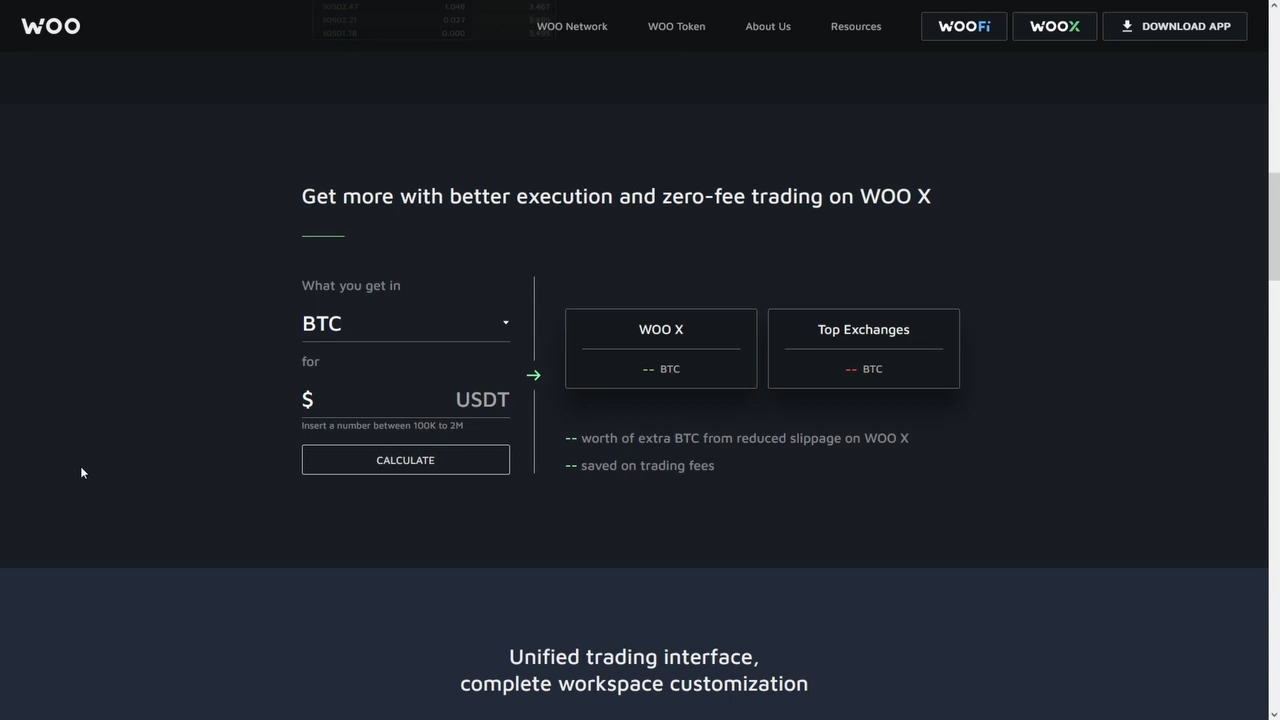 WOO
WOO Network
WOO Token
About Us
Resources
WOOFi
WOOX
DOWNLOAD APP
Get more with better execution and zero-fee trading on WOO X
What you get in
BTC
for
$ USDT
Insert a number between 100K to 2M
CALCULATE
WOO X
-- BTC
Top Exchanges
-- BTC
-- worth of extra BTC from reduced slippage on WOO X
-- saved on trading fees
Unified trading interface,
complete workspace customization